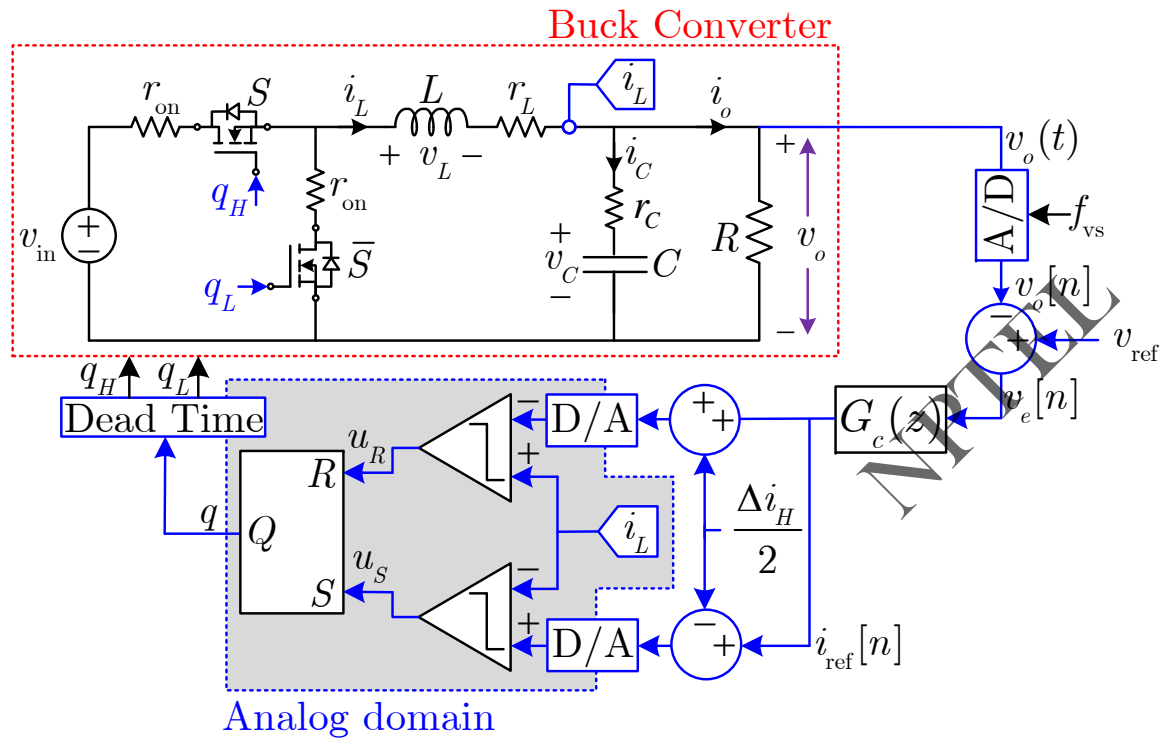 Buck Converter
r_on
S
i_L
L
r_L
i_L
i_o
+ v_L −
i_C
+
v_o(t)
q_H
r_on
r_C
A/D
f_vs
v_in
+
−
S̅
+
v_C
−
C
R
v_o
q_L
−
v_o[n]
−
+
v_ref
q_H
q_L
v_e[n]
Dead Time
−
D/A
+
+
G_c(z)
NPTEL
u_R
+
R
q
Q
i_L
Δi_H
2
u_S
−
S
+
D/A
−
+
i_ref[n]
Analog domain